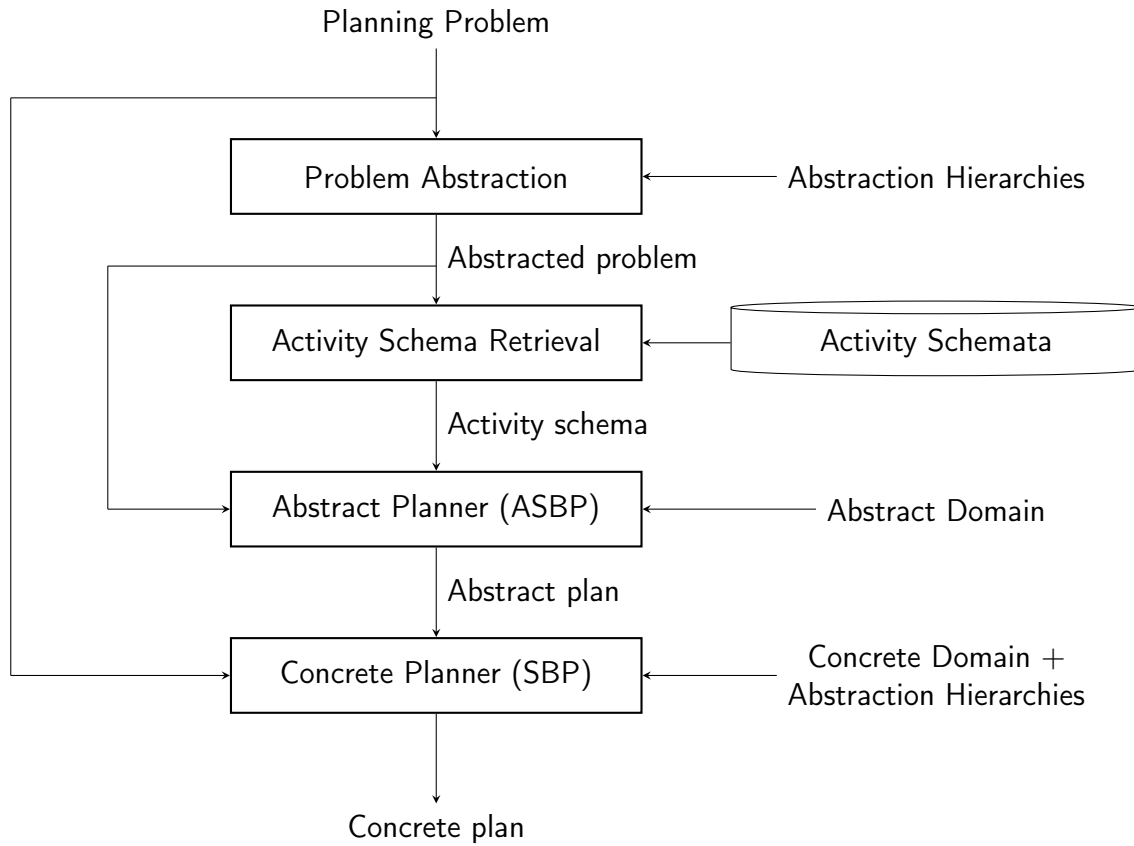 Planning Problem
Problem Abstraction
Abstraction Hierarchies
Abstracted problem
Activity Schema Retrieval
Activity Schemata
Activity schema
Abstract Planner (ASBP)
Abstract Domain
Abstract plan
Concrete Planner (SBP)
Concrete Domain +
Abstraction Hierarchies
Concrete plan